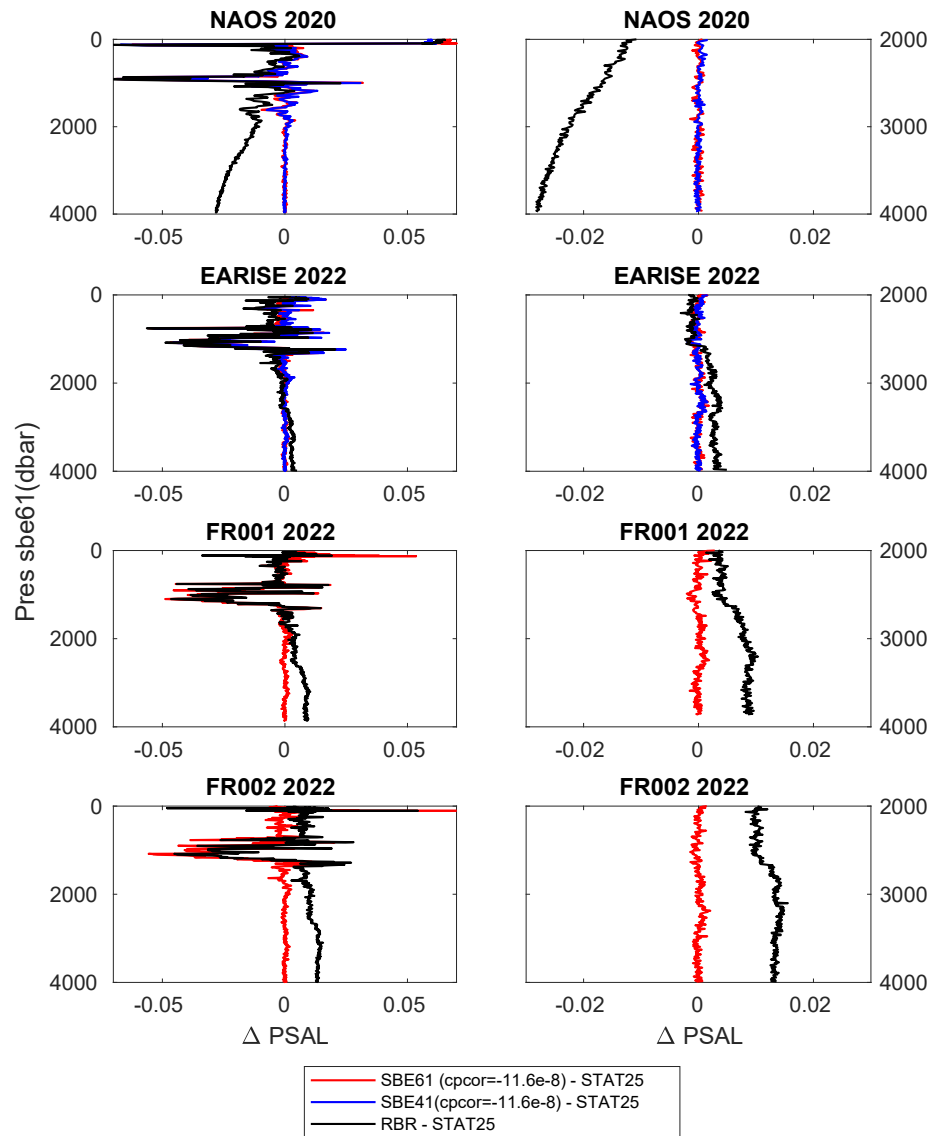 NAOS 2020
NAOS 2020
0
2000
4000
-0.05 0 0.05
2000
3000
4000
-0.02 0 0.02
EARISE 2022
EARISE 2022
0
2000
4000
-0.05 0 0.05
2000
3000
4000
-0.02 0 0.02
Pres sbe61(dbar)
FR001 2022
FR001 2022
0
2000
4000
-0.05 0 0.05
2000
3000
4000
-0.02 0 0.02
FR002 2022
FR002 2022
0
2000
4000
-0.05 0 0.05
2000
3000
4000
-0.02 0 0.02
Δ PSAL
Δ PSAL
SBE61 (cpcor=-11.6e-8) - STAT25
SBE41(cpcor=-11.6e-8) - STAT25
RBR - STAT25